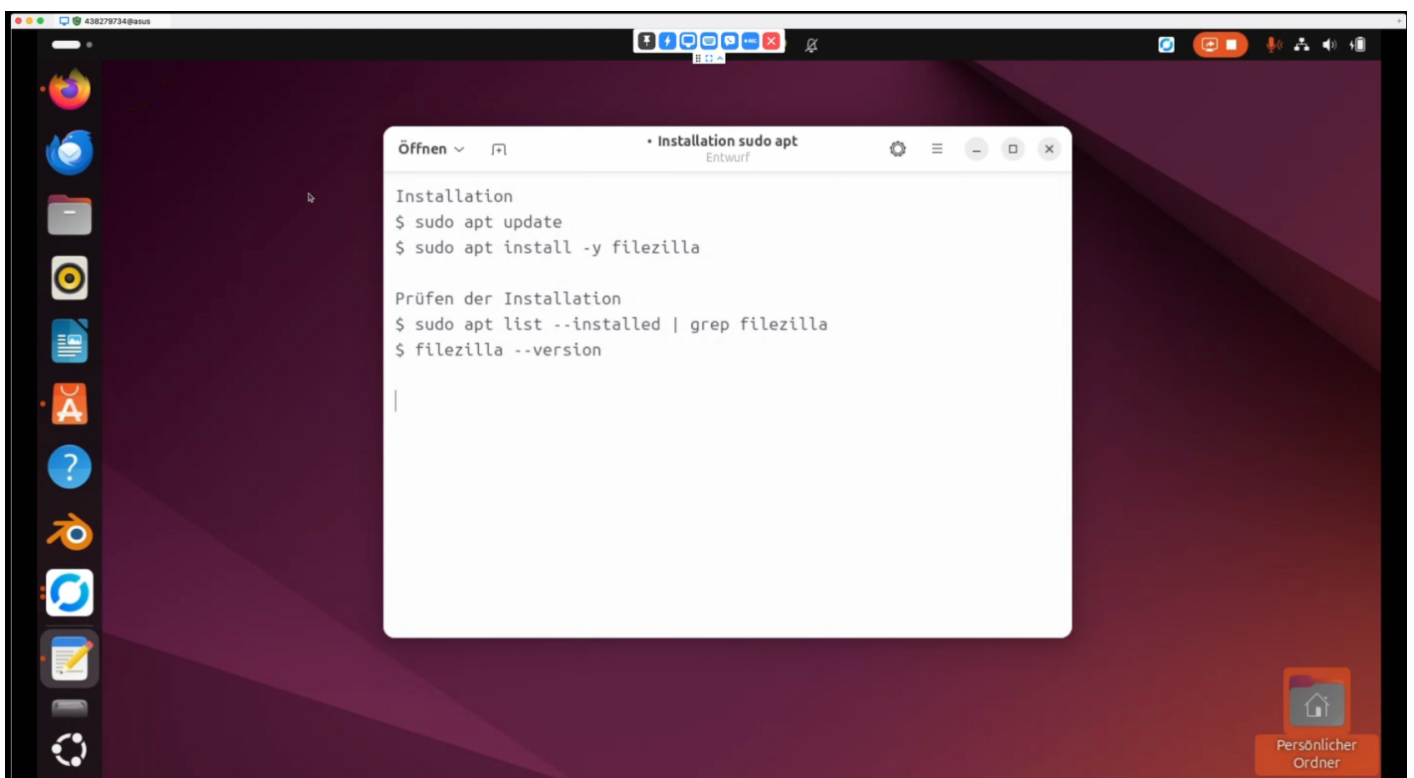 438279734@asus
Öffnen
• Installation sudo apt
Entwurf
Installation
$ sudo apt update
$ sudo apt install -y filezilla
Prüfen der Installation
$ sudo apt list --installed | grep filezilla
$ filezilla --version
Persönlicher
Ordner